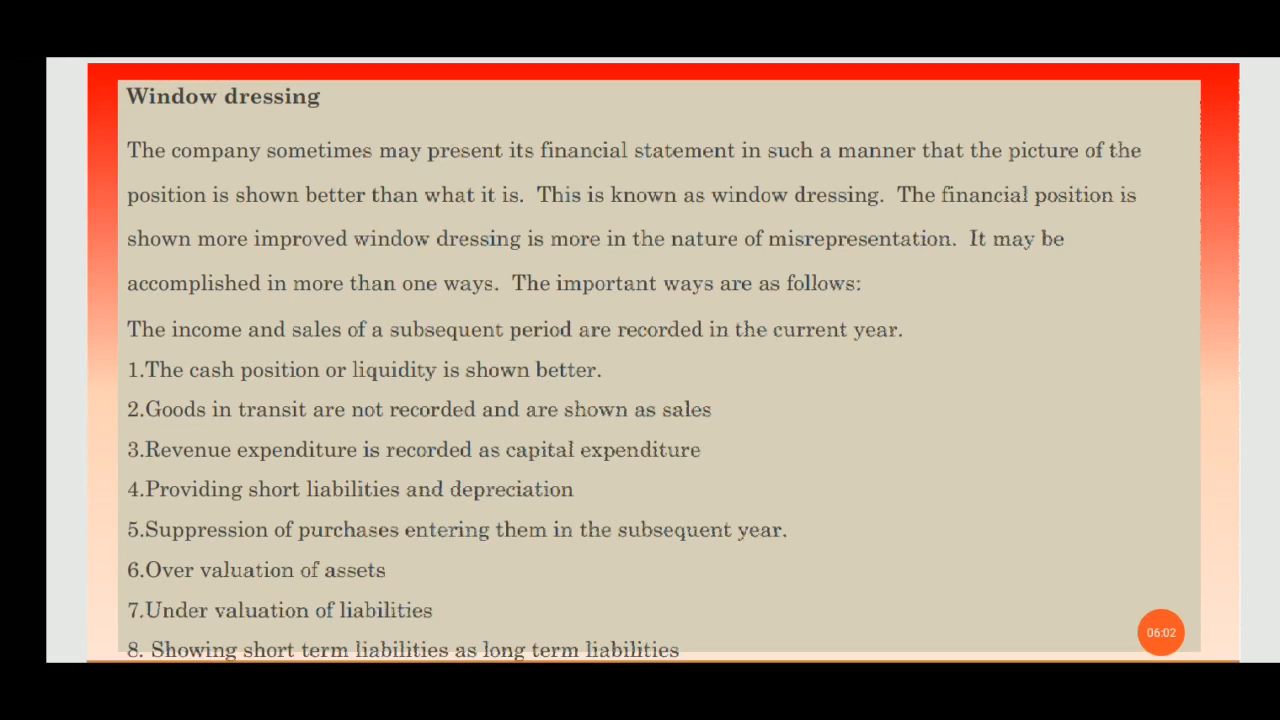 Window dressing
The company sometimes may present its financial statement in such a manner that the picture of the
position is shown better than what it is.  This is known as window dressing.  The financial position is
shown more improved window dressing is more in the nature of misrepresentation.  It may be
accomplished in more than one ways.  The important ways are as follows:
The income and sales of a subsequent period are recorded in the current year.
1.The cash position or liquidity is shown better.
2.Goods in transit are not recorded and are shown as sales
3.Revenue expenditure is recorded as capital expenditure
4.Providing short liabilities and depreciation
5.Suppression of purchases entering them in the subsequent year.
6.Over valuation of assets
7.Under valuation of liabilities
06:02
8. Showing short term liabilities as long term liabilities